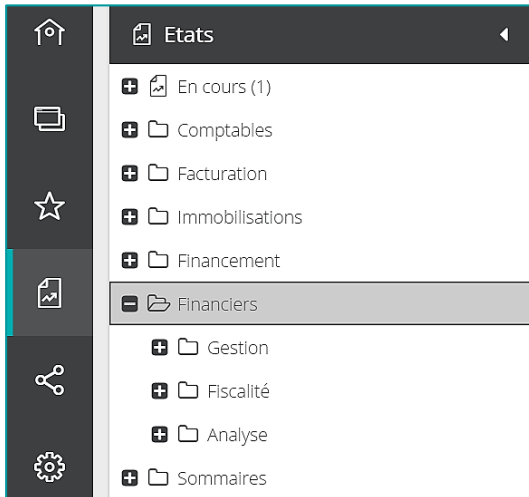 Etats
En cours (1)
Comptables
Facturation
Immobilisations
Financement
Financiers
Gestion
Fiscalité
Analyse
Sommaires